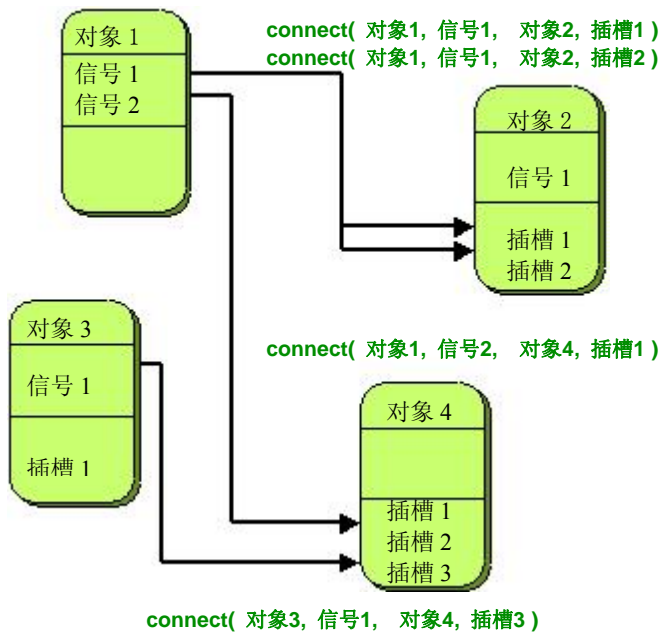 对象 1
信号 1
信号 2
connect( 对象1, 信号1, 对象2, 插槽1 )
connect( 对象1, 信号1, 对象2, 插槽2 )
对象 2
信号 1
插槽 1
插槽 2
对象 3
信号 1
插槽 1
connect( 对象1, 信号2, 对象4, 插槽1 )
对象 4
插槽 1
插槽 2
插槽 3
connect( 对象3, 信号1, 对象4, 插槽3 )